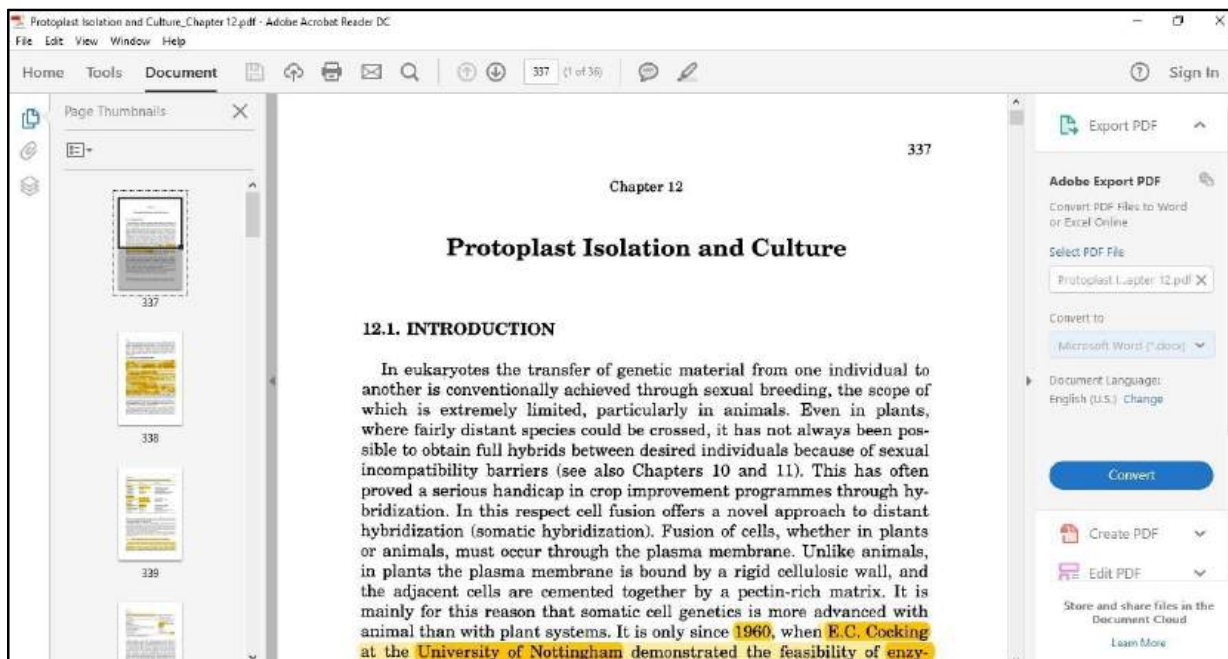 Protoplast Isolation and Culture_Chapter 12.pdf - Adobe Acrobat Reader DC
File Edit View Window Help
Home Tools Document 337 (1 of 36) Sign In
Page Thumbnails
337
338
339
337
Chapter 12
Protoplast Isolation and Culture
12.1. INTRODUCTION
In eukaryotes the transfer of genetic material from one individual to
another is conventionally achieved through sexual breeding, the scope of
which is extremely limited, particularly in animals. Even in plants,
where fairly distant species could be crossed, it has not always been pos-
sible to obtain full hybrids between desired individuals because of sexual
incompatibility barriers (see also Chapters 10 and 11). This has often
proved a serious handicap in crop improvement programmes through hy-
bridization. In this respect cell fusion offers a novel approach to distant
hybridization (somatic hybridization). Fusion of cells, whether in plants
or animals, must occur through the plasma membrane. Unlike animals,
in plants the plasma membrane is bound by a rigid cellulosic wall, and
the adjacent cells are cemented together by a pectin-rich matrix. It is
mainly for this reason that somatic cell genetics is more advanced with
animal than with plant systems. It is only since 1960, when E.C. Cocking
at the University of Nottingham demonstrated the feasibility of enzy-
Export PDF
Adobe Export PDF
Convert PDF Files to Word
or Excel Online
Select PDF File
Protoplast I...apter 12.pdf
Convert to
Microsoft Word (*.docx)
Document Language:
English (U.S.) Change
Convert
Create PDF
Edit PDF
Store and share files in the
Document Cloud
Learn More